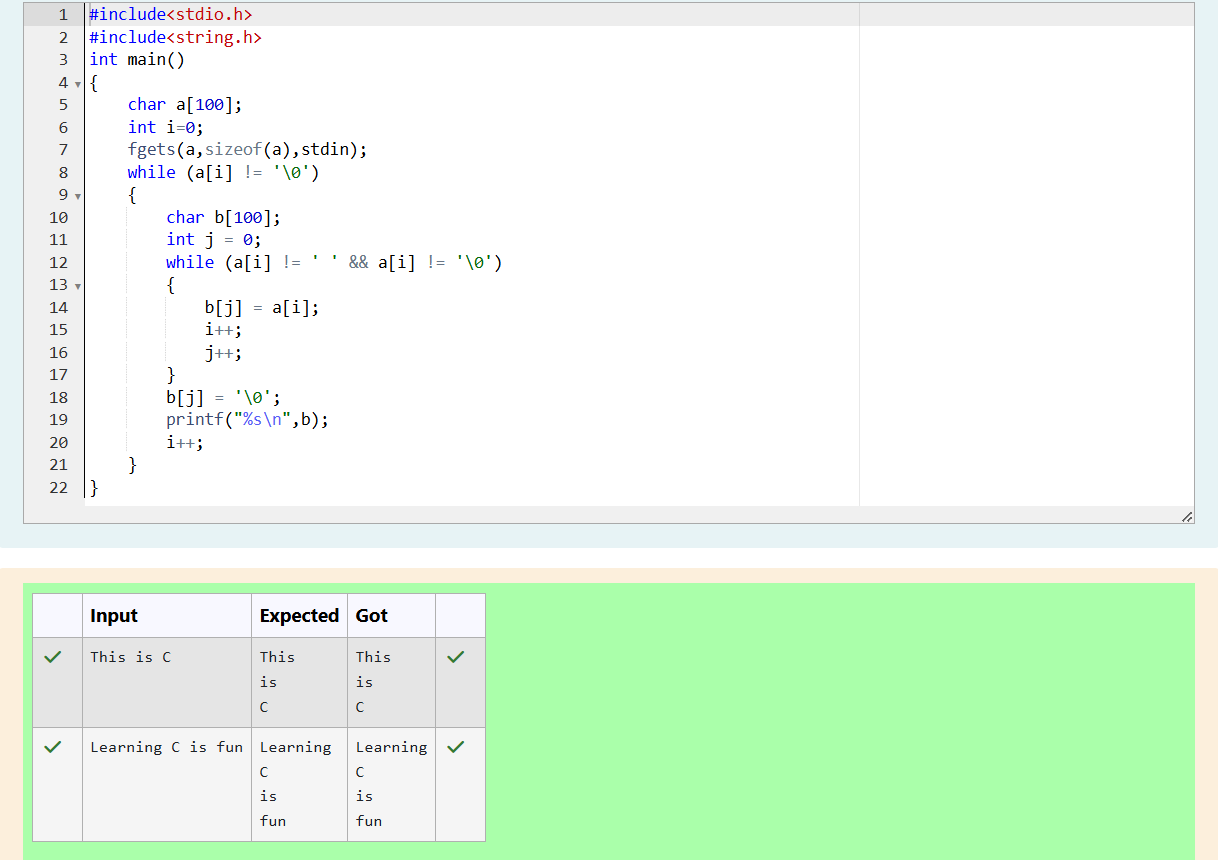 1 #include<stdio.h>
2 #include<string.h>
3 int main()
4 {
5     char a[100];
6     int i=0;
7     fgets(a,sizeof(a),stdin);
8     while (a[i] != '\0')
9     {
10         char b[100];
11         int j = 0;
12         while (a[i] != ' ' && a[i] != '\0')
13         {
14             b[j] = a[i];
15             i++;
16             j++;
17         }
18         b[j] = '\0';
19         printf("%s\n",b);
20         i++;
21     }
22 }
Input Expected Got
This is C This This
is is
C C
Learning C is fun Learning Learning
C C
is is
fun fun